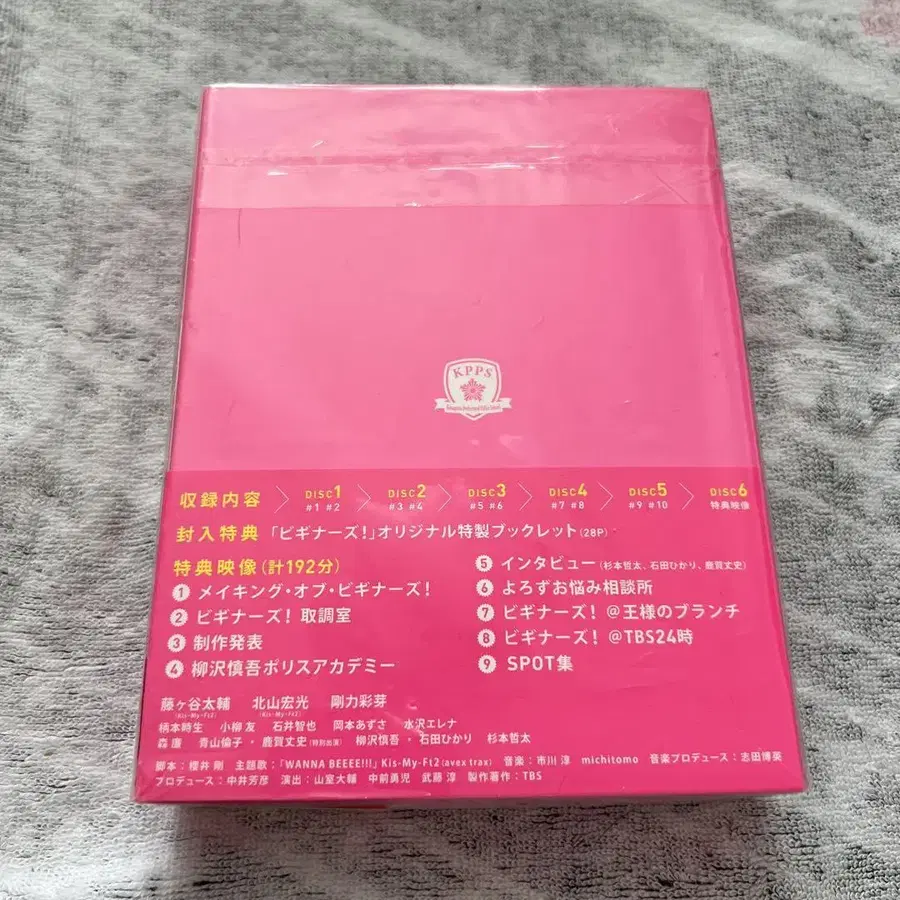 KPPS
収録内容 DISC1 DISC2 DISC3 DISC4 DISC5 DISC6
#1 #2 #3 #4 #5 #6 #7 #8 #9 #10 特典映像
封入特典 「ビギナーズ!」オリジナル特製ブックレット(28P)
特典映像(計192分)
1 メイキング・オブ・ビギナーズ!
2 ビギナーズ! 取調室
3 制作発表
4 柳沢慎吾ポリスアカデミー
5 インタビュー(杉本哲太、石田ひかり、鹿賀丈史)
6 よろずお悩み相談所
7 ビギナーズ! @王様のブランチ
8 ビギナーズ! @TBS24時
9 SPOT集
藤ヶ谷太輔 北山宏光 剛力彩芽
(Kis-My-Ft2) (Kis-My-Ft2)
柄本時生 小柳 友 石井智也 岡本あずさ 水沢エレナ
森 廉 青山倫子・鹿賀丈史(特別出演) 柳沢慎吾・石田ひかり 杉本哲太
脚本:櫻井 剛 主題歌:「WANNA BEEEE!!!」Kis-My-Ft2(avex trax) 音楽:市川 淳 michitomo 音楽プロデュース:志田博英
プロデュース:中井芳彦 演出:山室大輔 中前勇児 武藤 淳 製作著作:TBS